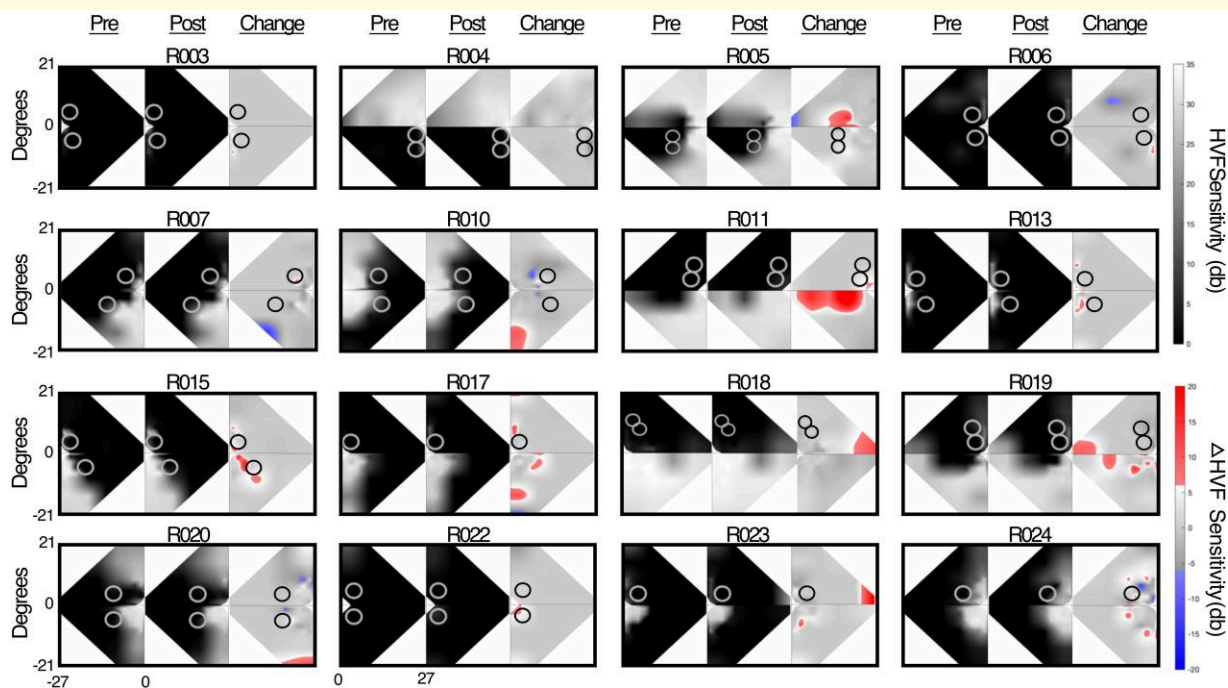 Pre Post Change Pre Post Change Pre Post Change Pre Post Change
R003 R004 R005 R006
21
Degrees
0
-21
R007 R010 R011 R013
21
Degrees
0
-21
R015 R017 R018 R019
21
Degrees
0
-21
R020 R022 R023 R024
21
Degrees
0
-21
-27 0 27
35
30
25
20
15
10
5
0
HVFSensitivity (db)
20
15
10
5
0
-5
-10
-15
-20
ΔHVF Sensitivity(db)